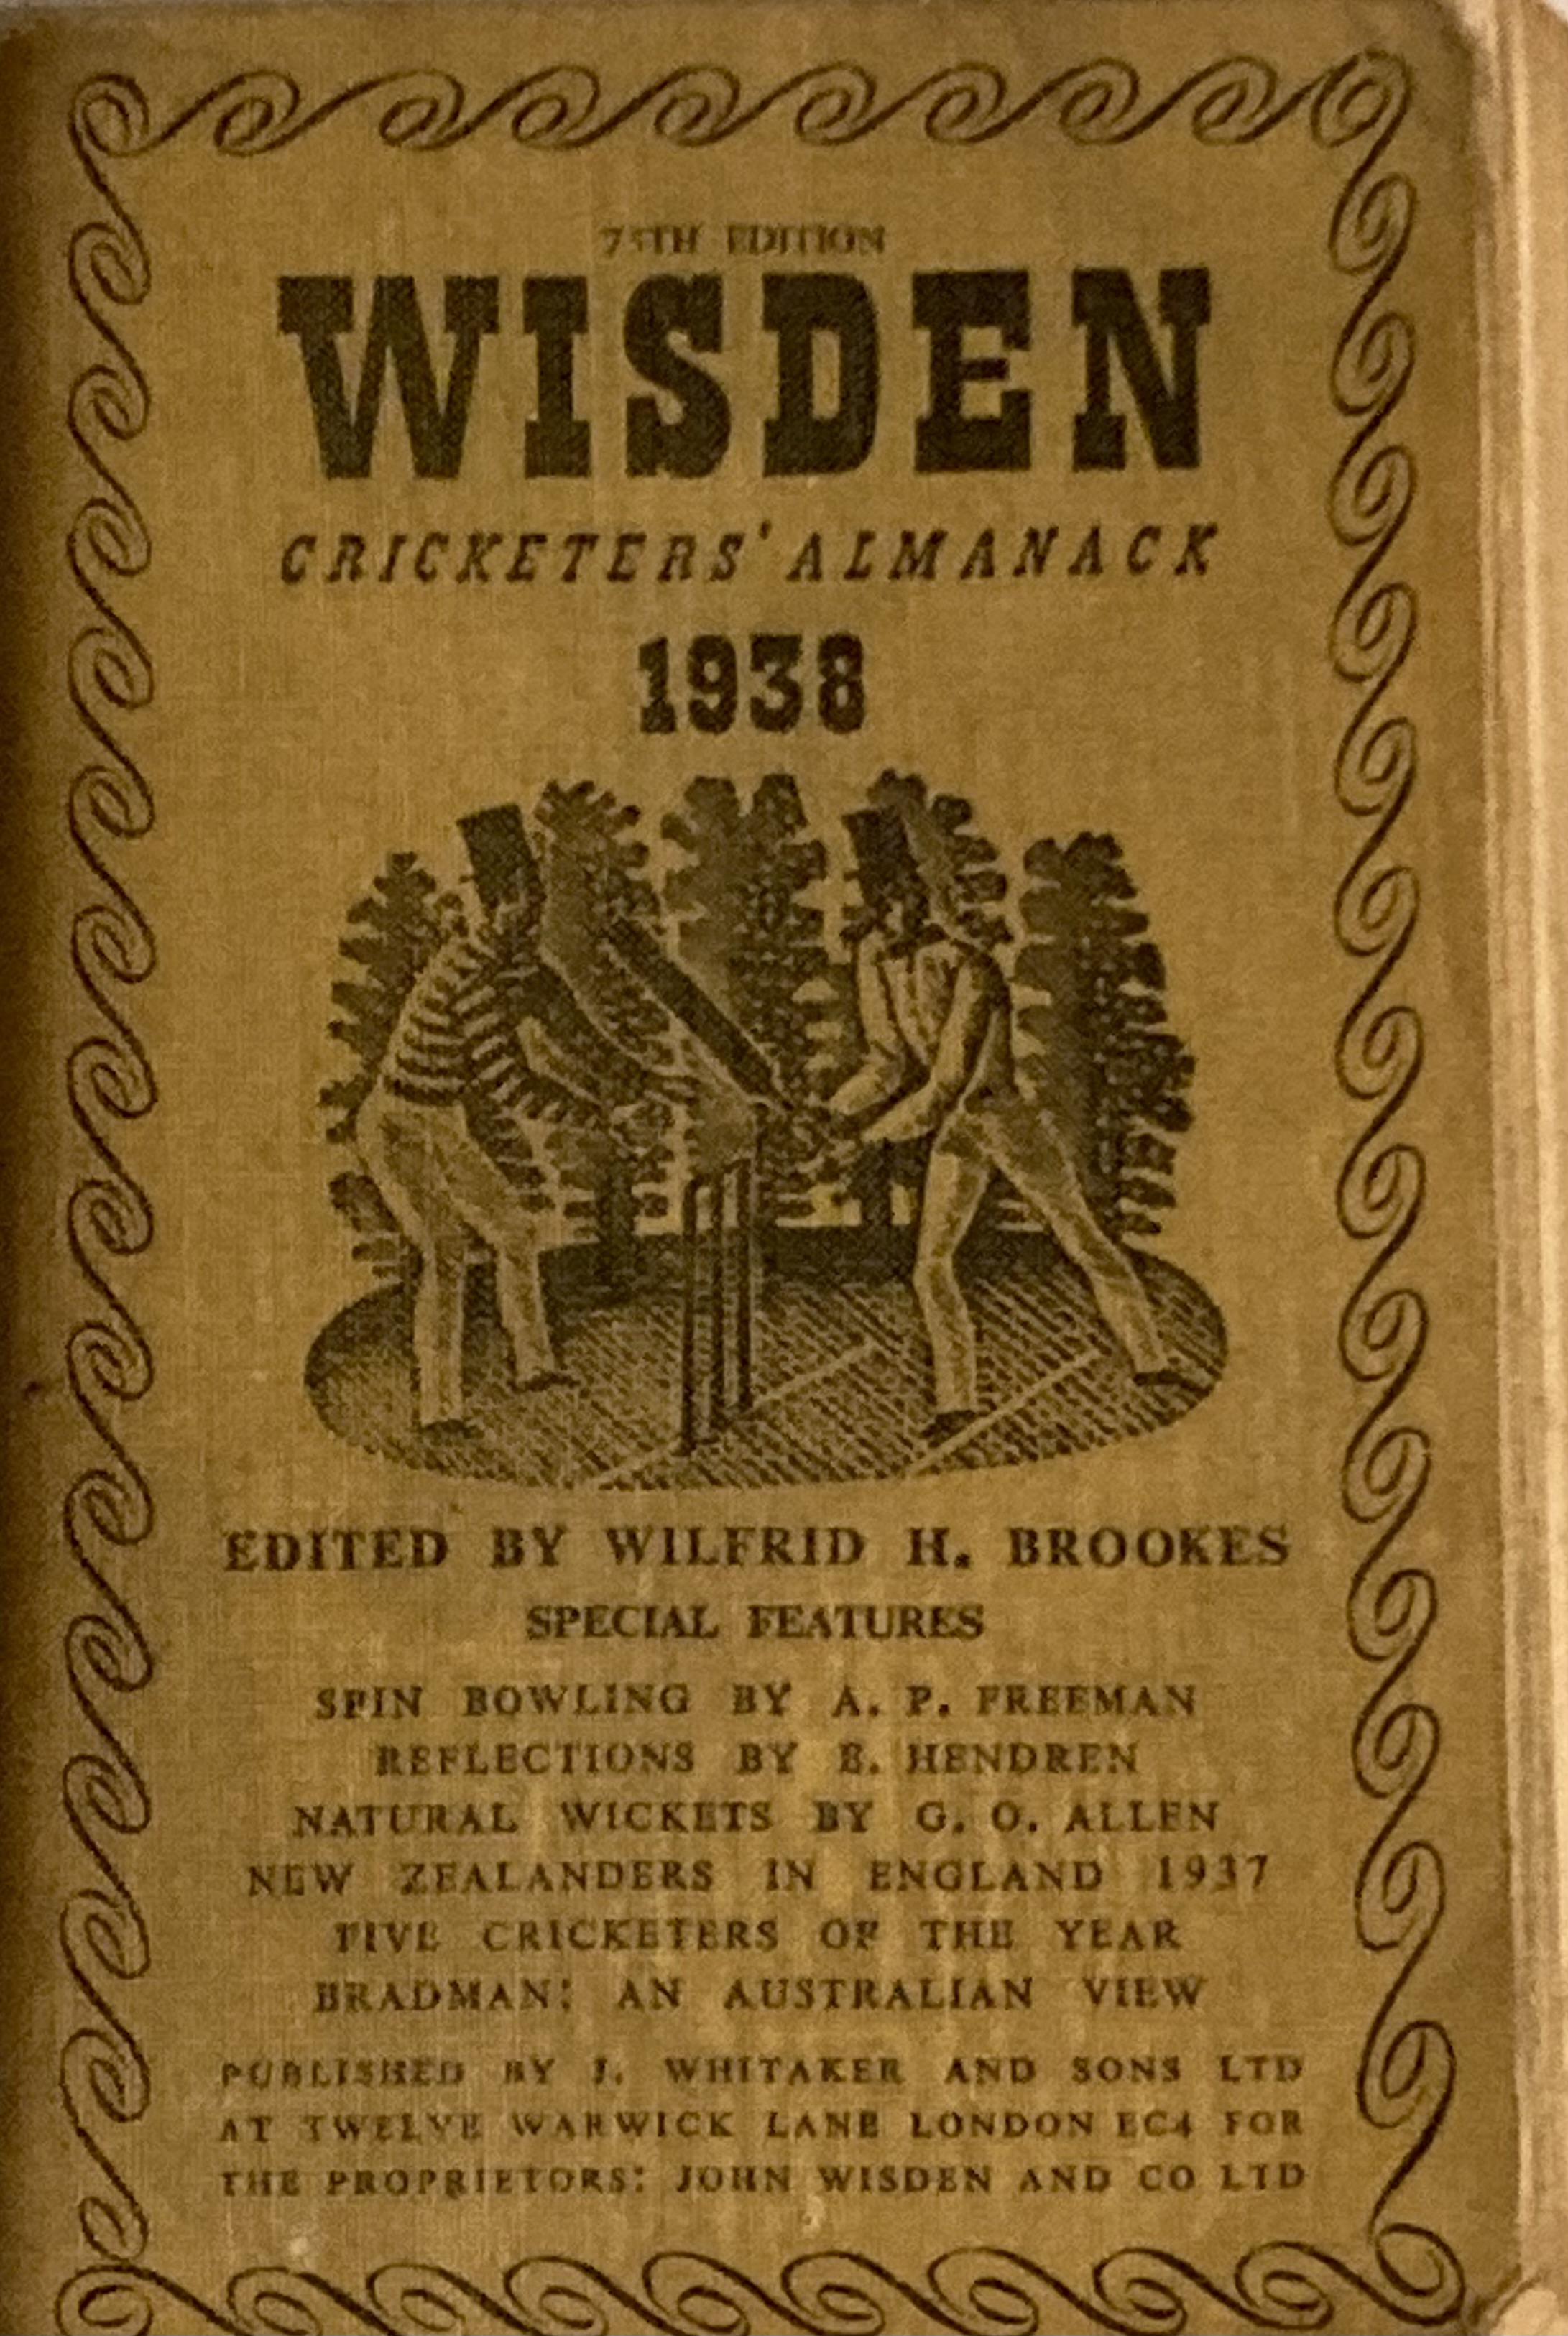 75TH EDITION
WISDEN
CRICKETERS' ALMANACK
1938
EDITED BY WILFRID H. BROOKES
SPECIAL FEATURES
SPIN BOWLING BY A. P. FREEMAN
REFLECTIONS BY E. HENDREN
NATURAL WICKETS BY G. O. ALLEN
NEW ZEALANDERS IN ENGLAND 1937
FIVE CRICKETERS OF THE YEAR
BRADMAN: AN AUSTRALIAN VIEW
PUBLISHED BY J. WHITAKER AND SONS LTD
AT TWELVE WARWICK LANE LONDON EC4 FOR
THE PROPRIETORS: JOHN WISDEN AND CO LTD